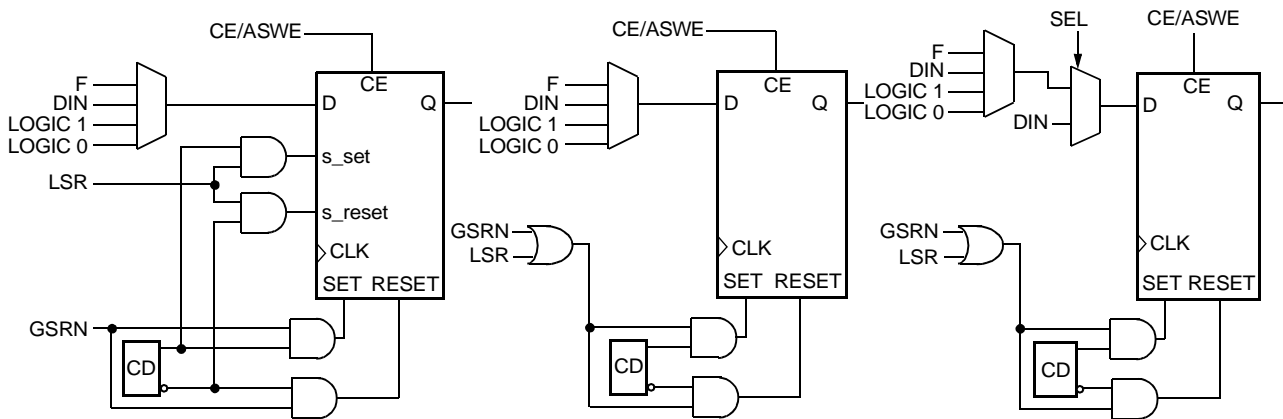 CE/ASWE
F
DIN
LOGIC 1
LOGIC 0
D
CE
Q
s_set
LSR
s_reset
CLK
SET RESET
GSRN
CD
CE/ASWE
F
DIN
LOGIC 1
LOGIC 0
D
CE
Q
GSRN
LSR
CLK
SET RESET
CD
SEL
CE/ASWE
F
DIN
LOGIC 1
LOGIC 0
DIN
D
CE
Q
GSRN
LSR
CLK
SET RESET
CD